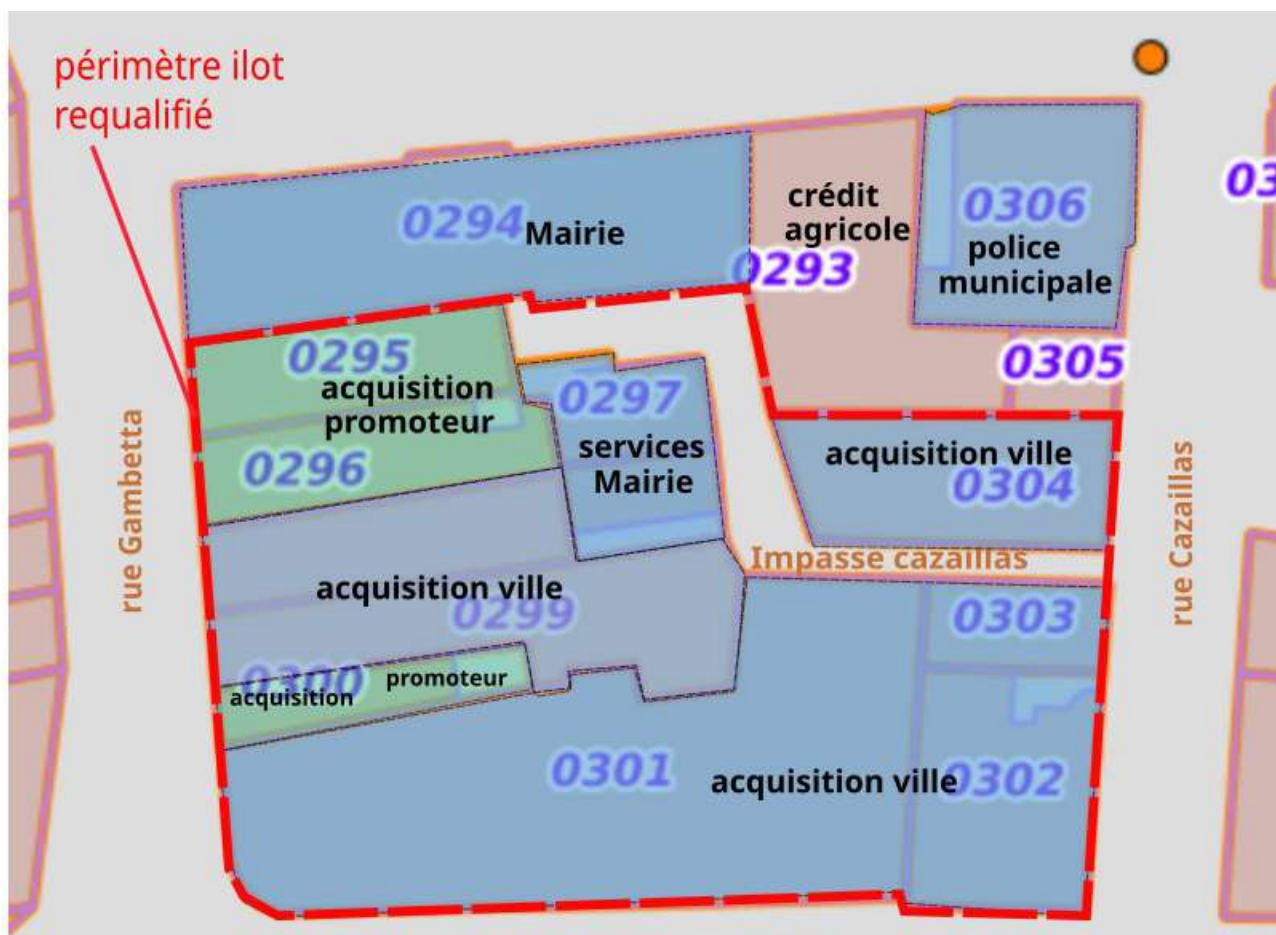 périmètre ilot
requalifié
0294 Mairie
crédit
agricole
0293
0306
police
municipale
03
0305
0295
acquisition
promoteur
0296
0297
services
Mairie
acquisition ville
0304
rue Gambetta
rue Cazaillas
Impasse cazaillas
acquisition ville
0299
0303
0300
acquisition promoteur
0301
acquisition ville
0302